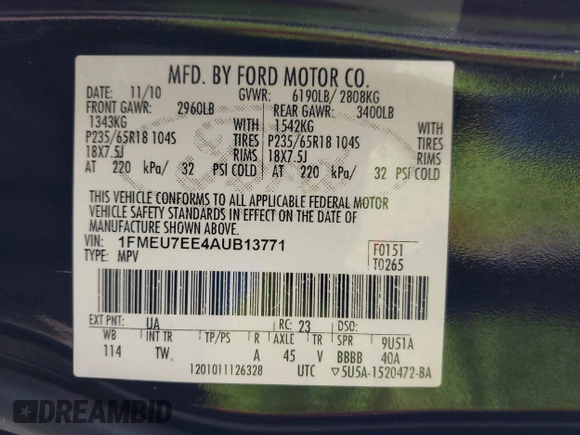 MFD. BY FORD MOTOR CO.
DATE: 11/10 GVWR: 6190LB/ 2808KG
FRONT GAWR: 2960LB REAR GAWR: 3400LB
1343KG WITH 1542KG WITH
P235/65R18 104S TIRES P235/65R18 104S TIRES
18X7.5J RIMS 18X7.5J RIMS
AT 220 kPa/ 32 PSI COLD AT 220 kPa/ 32 PSI COLD
THIS VEHICLE CONFORMS TO ALL APPLICABLE FEDERAL MOTOR
VEHICLE SAFETY STANDARDS IN EFFECT ON THE DATE OF
MANUFACTURE SHOWN ABOVE.
VIN: 1FMEU7EE4AUB13771 F0151
TYPE: MPV T0265
EXT PNT: UA RC: 23 DSO:
WB INT TR TP/PS R AXLE TR SPR 9U51A
114 TW A 45 V BBBB 40A
1201011126328 UTC ▽5U5A-1520472-BA
DREAMBID